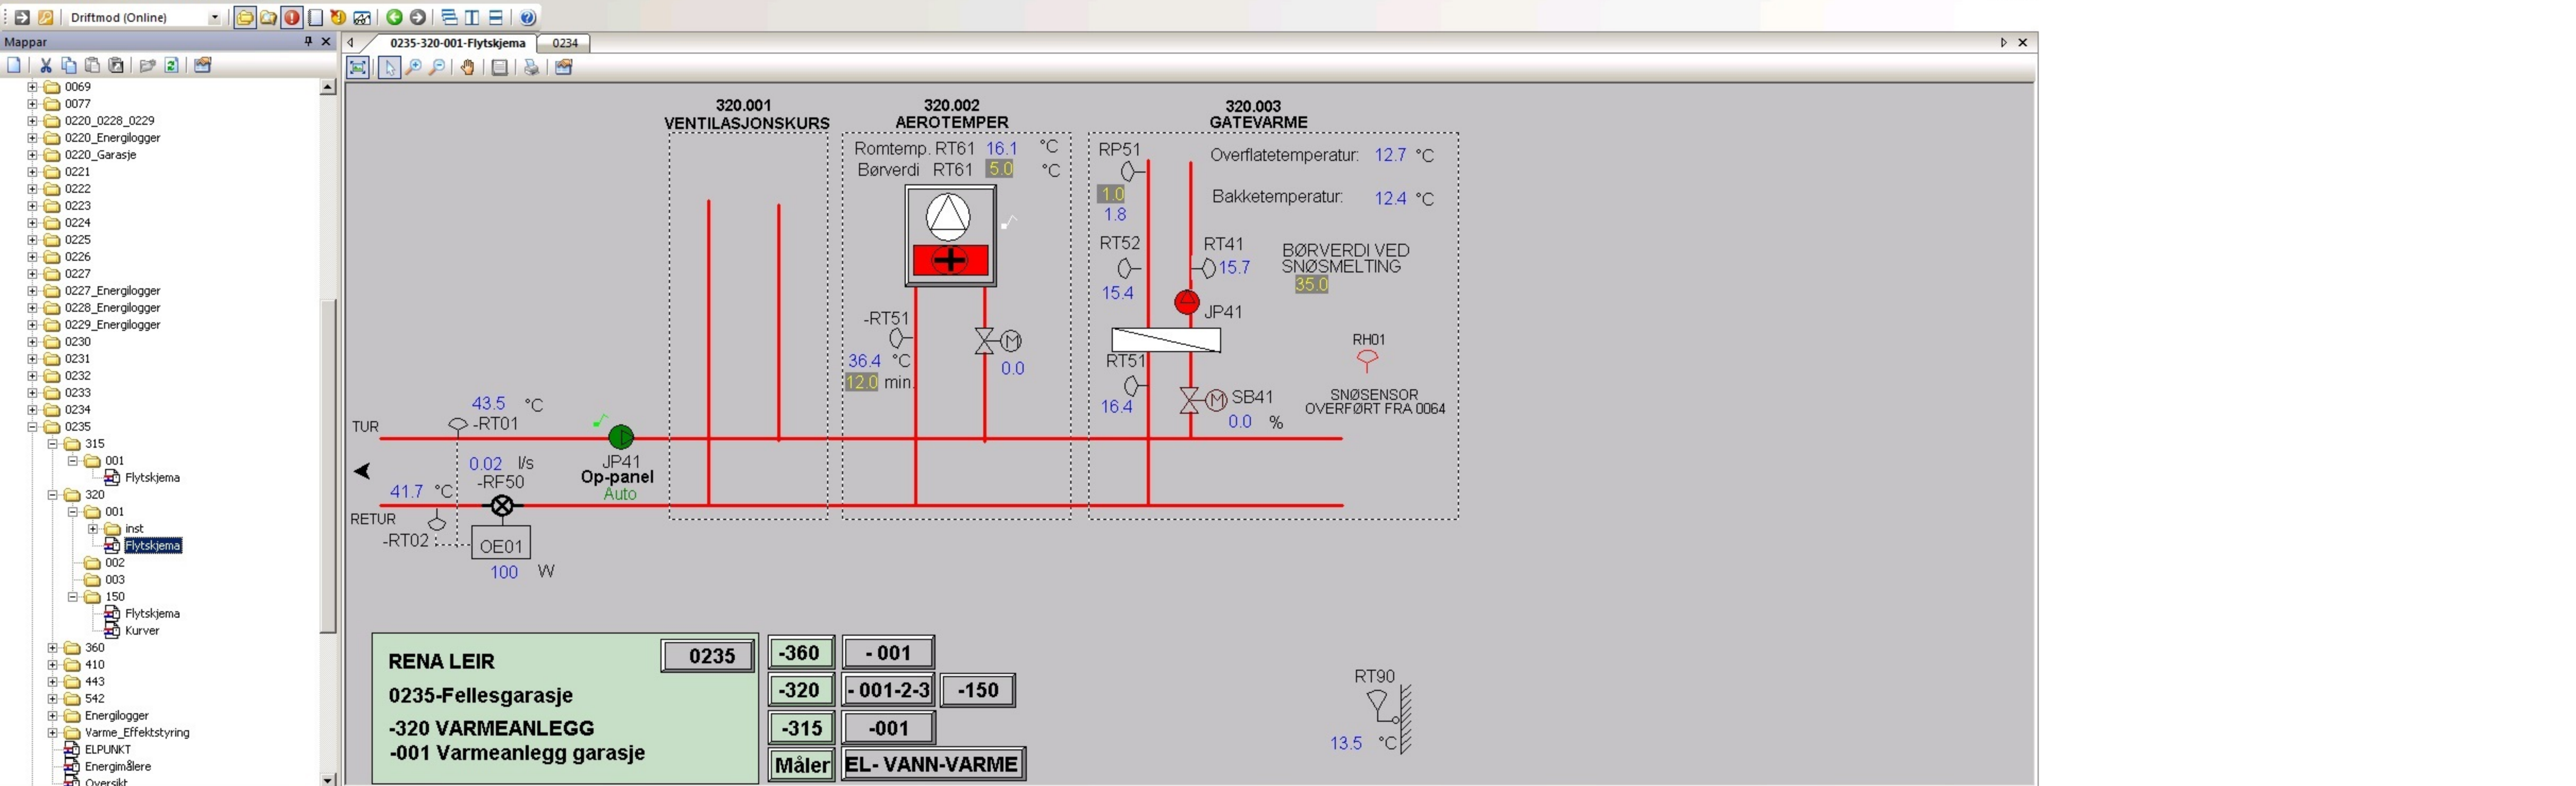 Driftmod (Online)
Mappar
0235-320-001-Flytskjema
0234
0069
0077
0220_0228_0229
0220_Energilogger
0220_Garasje
0221
0222
0223
0224
0225
0226
0227
0227_Energilogger
0228_Energilogger
0229_Energilogger
0230
0231
0232
0233
0234
0235
315
001
Flytskjema
320
001
inst
Flytskjema
002
003
150
Flytskjema
Kurver
360
410
443
542
Energilogger
Varme_Effektstyring
ELPUNKT
Energimålere
Oversikt
320.001
VENTILASJONSKURS
320.002
AEROTEMPER
320.003
GATEVARME
Romtemp. RT61 16.1 °C
Børverdi RT61 5.0 °C
-RT51
36.4 °C
12.0 min.
M
0.0
RP51
1.0
1.8
Overflatetemperatur: 12.7 °C
Bakketemperatur: 12.4 °C
RT52
15.4
RT41
15.7
BØRVERDI VED
SNØSMELTING
35.0
JP41
RT51
16.4
M SB41
0.0 %
RH01
SNØSENSOR
OVERFØRT FRA 0064
TUR
43.5 °C
-RT01
0.02 l/s
-RF50
41.7 °C
RETUR
-RT02
OE01
100 W
JP41
Op-panel
Auto
RENA LEIR
0235
0235-Fellesgarasje
-320 VARMEANLEGG
-001 Varmeanlegg garasje
-360 - 001
-320 - 001-2-3 -150
-315 -001
Måler EL- VANN-VARME
RT90
13.5 °C